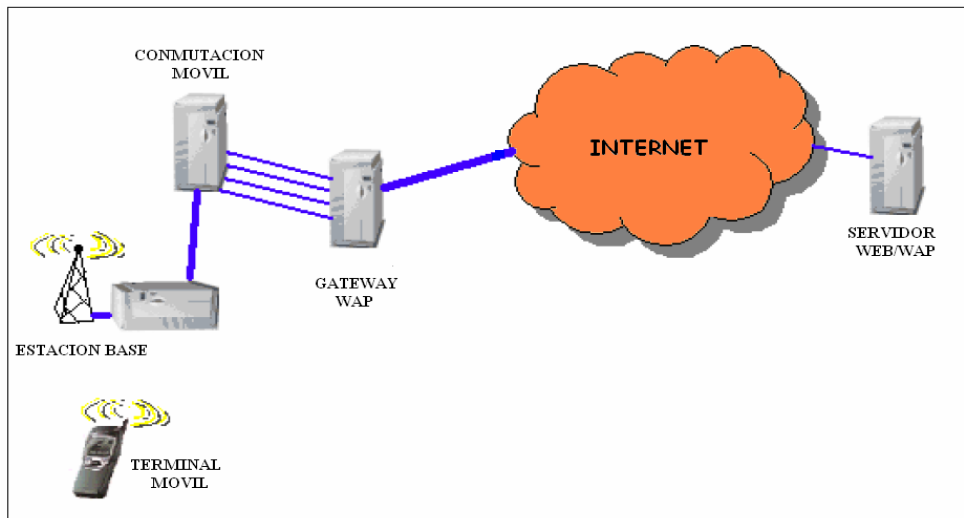 CONMUTACION
MOVIL
INTERNET
SERVIDOR
WEB/WAP
GATEWAY
WAP
ESTACION BASE
TERMINAL
MOVIL